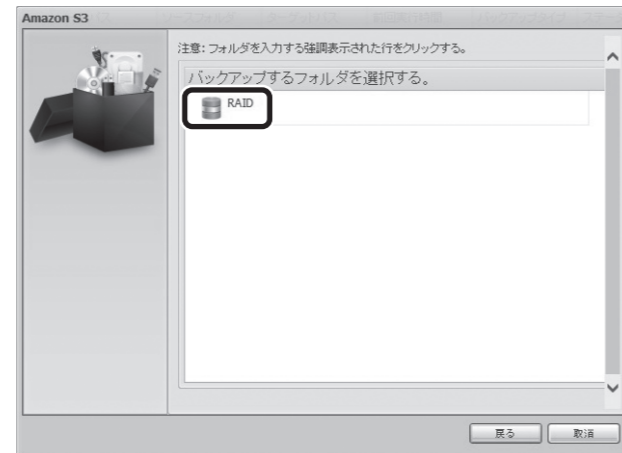 Amazon S3
注意: フォルダを入力する強調表示された行をクリックする。
バックアップするフォルダを選択する。
RAID
戻る
取消